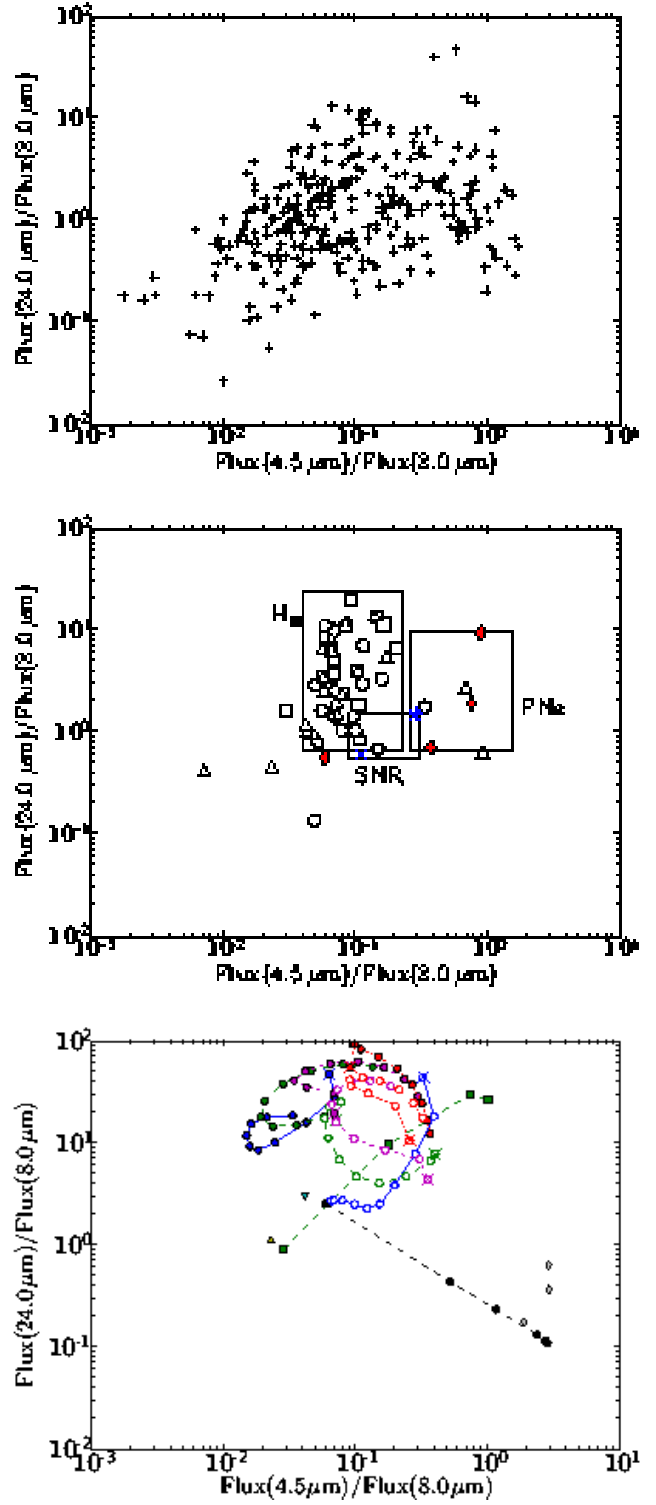 Flux(24.0 μm)/Flux(8.0 μm)
10²
10¹
10⁰
10⁻¹
10⁻²
10⁻³ 10⁻² 10⁻¹ 10⁰ 10¹
Flux(4.5 μm)/Flux(8.0 μm)
Flux(24.0 μm)/Flux(8.0 μm)
10²
10¹
10⁰
10⁻¹
10⁻²
H
PNe
SNR
10⁻³ 10⁻² 10⁻¹ 10⁰ 10¹
Flux(4.5 μm)/Flux(8.0 μm)
Flux(24.0μm)/Flux(8.0μm)
10²
10¹
10⁰
10⁻¹
10⁻²
10⁻³ 10⁻² 10⁻¹ 10⁰ 10¹
Flux(4.5μm)/Flux(8.0μm)